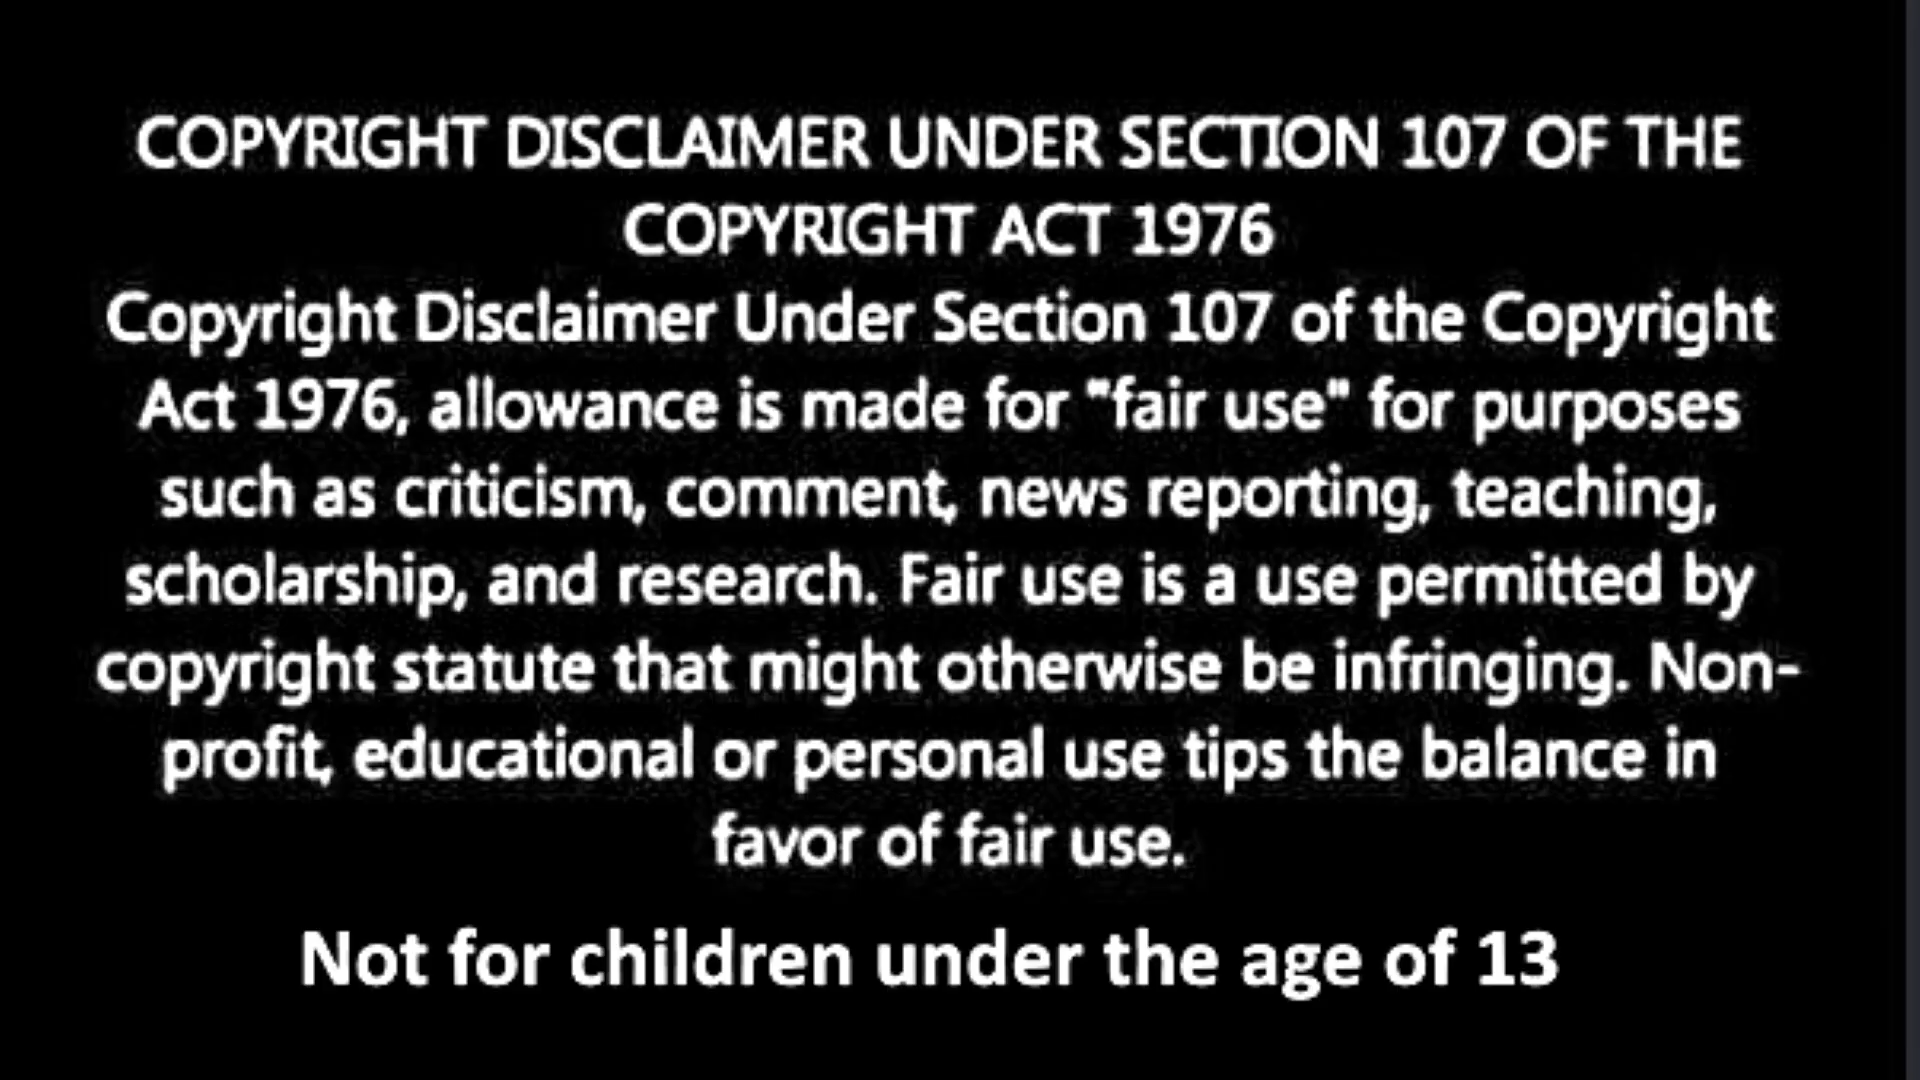 COPYRIGHT DISCLAIMER UNDER SECTION 107 OF THE
COPYRIGHT ACT 1976
Copyright Disclaimer Under Section 107 of the Copyright
Act 1976, allowance is made for "fair use" for purposes
such as criticism, comment, news reporting, teaching,
scholarship, and research. Fair use is a use permitted by
copyright statute that might otherwise be infringing. Non-
profit, educational or personal use tips the balance in
favor of fair use.
Not for children under the age of 13